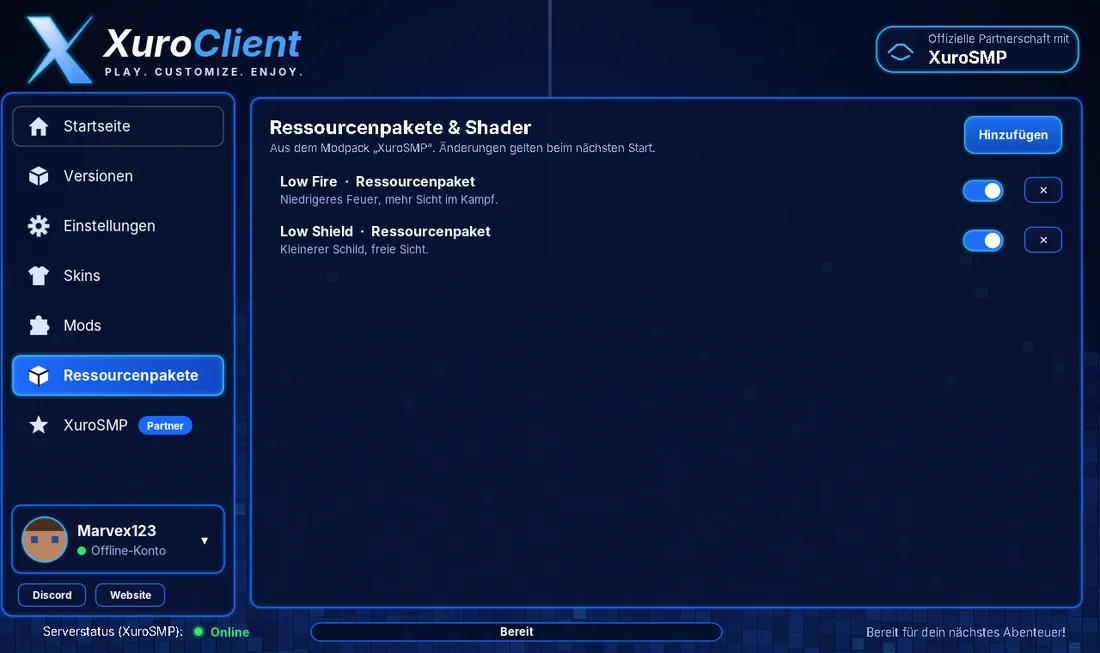 XuroClient
PLAY. CUSTOMIZE. ENJOY.
Offizielle Partnerschaft mit
XuroSMP
Startseite
Versionen
Einstellungen
Skins
Mods
Ressourcenpakete
XuroSMP Partner
Marvex123
Offline-Konto
Discord Website
Ressourcenpakete & Shader
Aus dem Modpack „XuroSMP“. Änderungen gelten beim nächsten Start.
Hinzufügen
Low Fire · Ressourcenpaket
Niedrigeres Feuer, mehr Sicht im Kampf.
Low Shield · Ressourcenpaket
Kleinerer Schild, freie Sicht.
Serverstatus (XuroSMP): Online
Bereit
Bereit für dein nächstes Abenteuer!